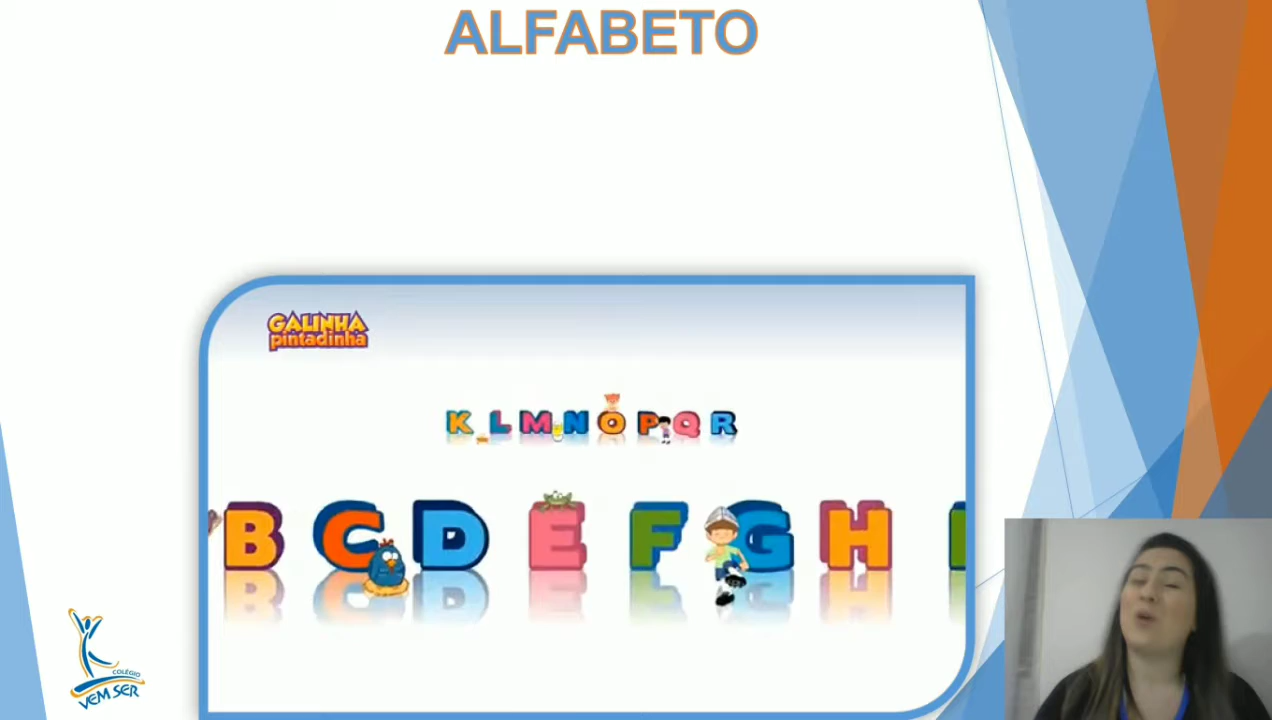 ALFABETO
GALINHA
pintadinha
K L M N O P Q R
B C D E F G H
COLÉGIO
VEM SER